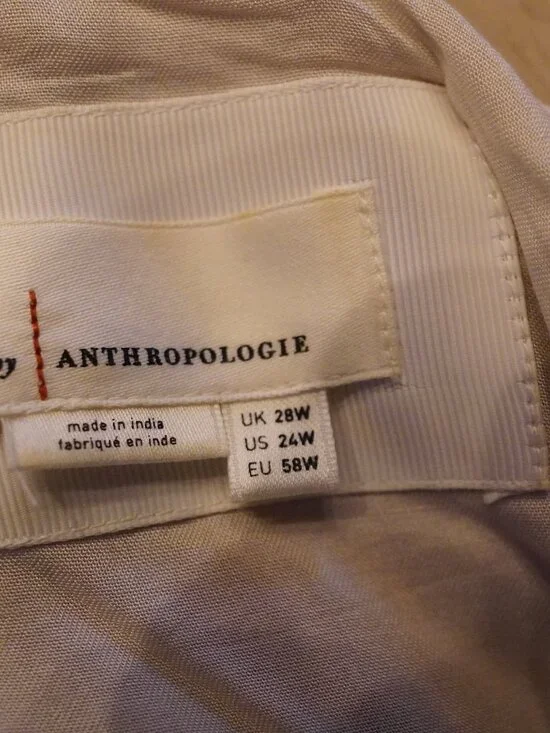 ANTHROPOLOGIE
made in india
fabriqué en inde
UK 28W
US 24W
EU 58W